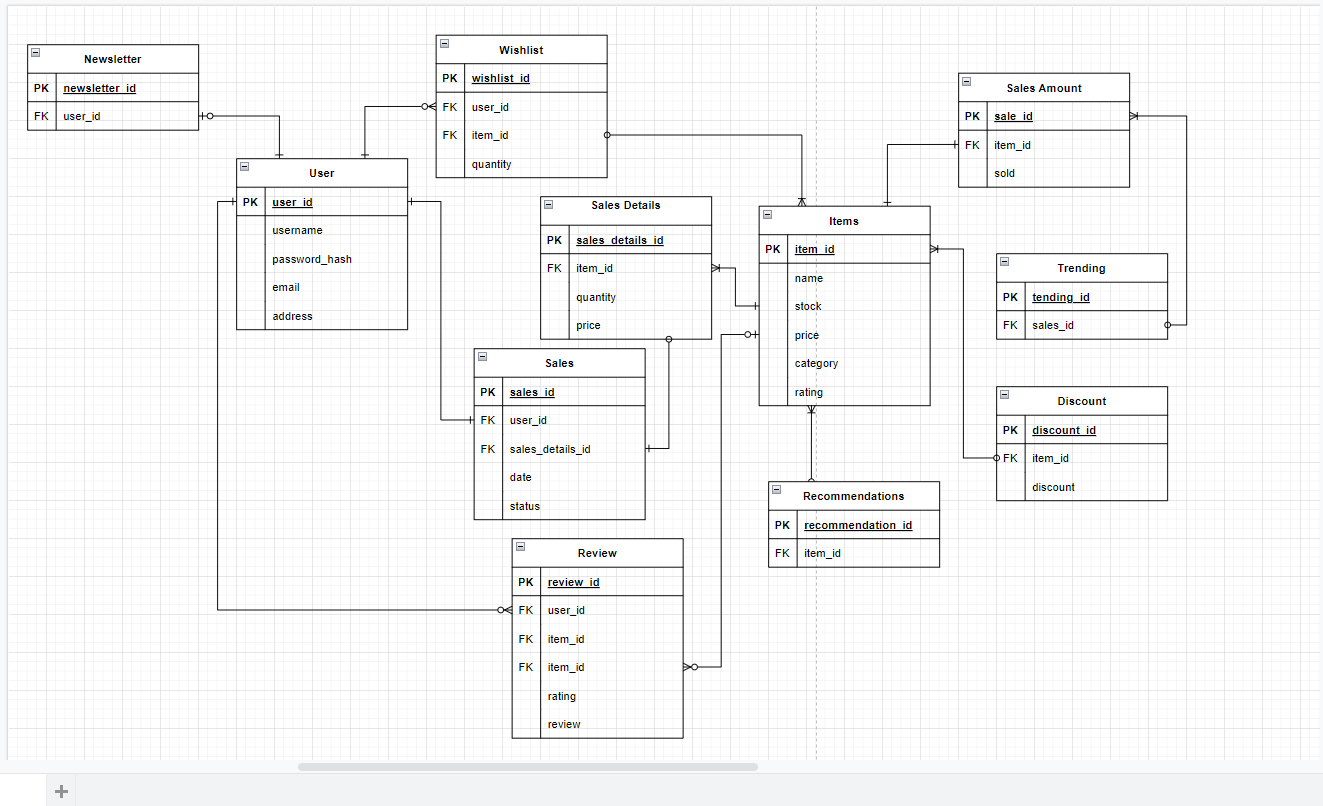 Newsletter
PK newsletter_id
FK user_id
Wishlist
PK wishlist_id
FK user_id
FK item_id
quantity
Sales Amount
PK sale_id
FK item_id
sold
User
PK user_id
username
password_hash
email
address
Sales Details
PK sales_details_id
FK item_id
quantity
price
Items
PK item_id
name
stock
price
category
rating
Trending
PK tending_id
FK sales_id
Sales
PK sales_id
FK user_id
FK sales_details_id
date
status
Discount
PK discount_id
FK item_id
discount
Recommendations
PK recommendation_id
FK item_id
Review
PK review_id
FK user_id
FK item_id
FK item_id
rating
review